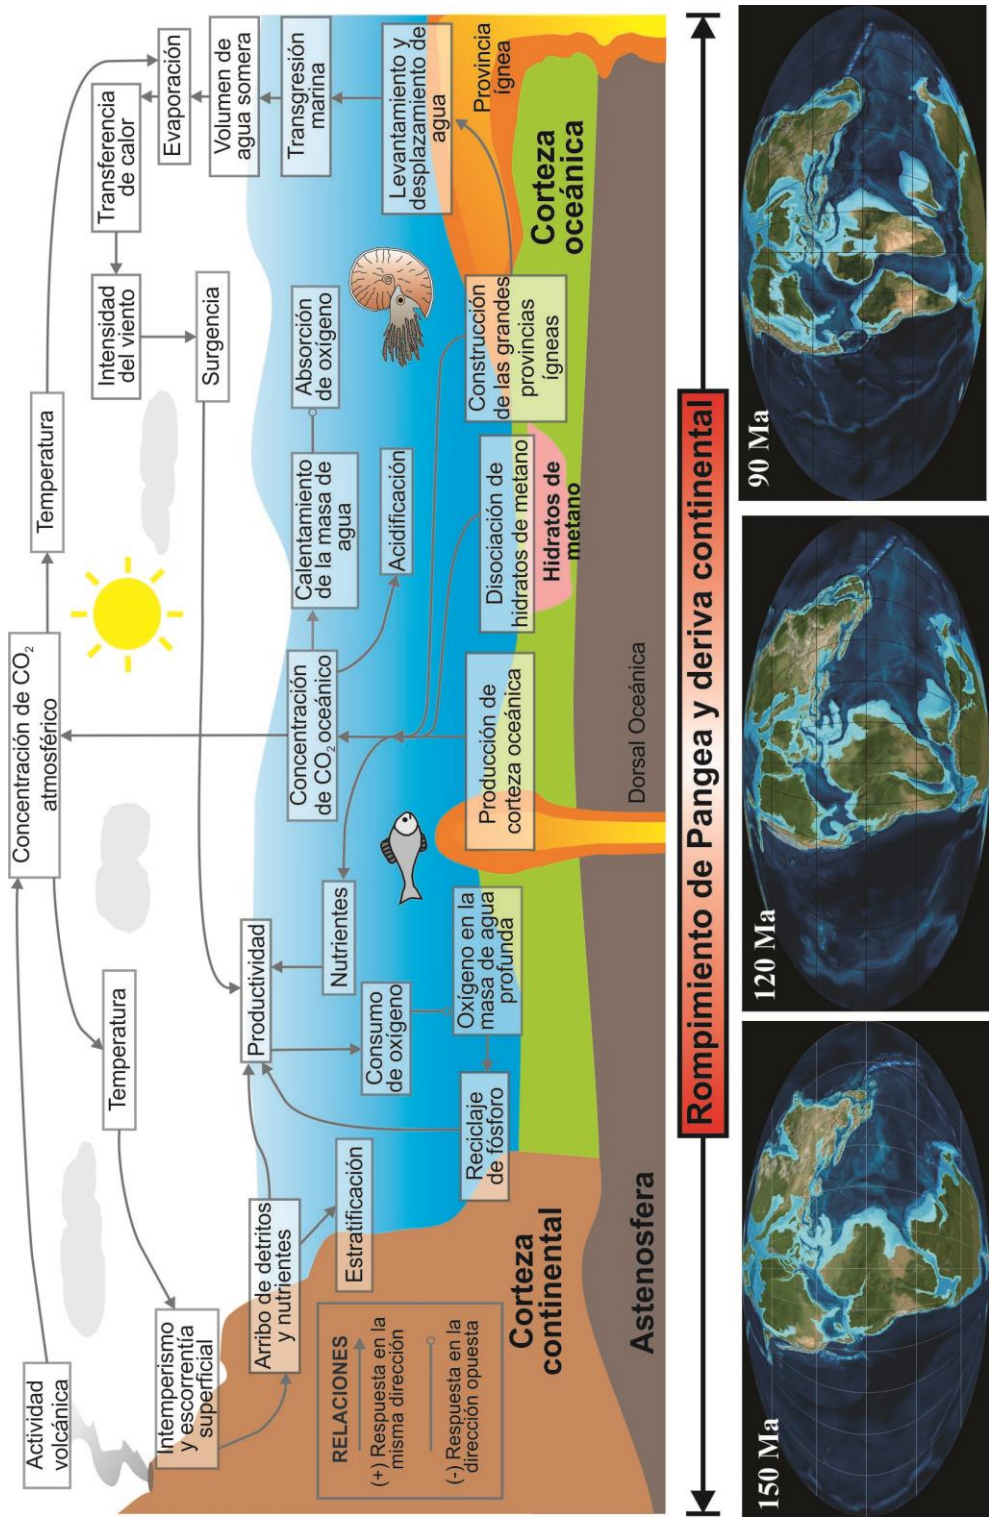 Concentración de CO₂
atmosférico
Actividad
volcánica
Temperatura
Temperatura
Transferencia
de calor
Intensidad
del viento
Evaporación
Intemperismo
y escorrentía
superficial
Surgencia
Volumen de
agua somera
Arribo de detritos
y nutrientes
Productividad
Transgresión
marina
Estratificación
Nutrientes
Concentración
de CO₂ oceánico
Calentamiento
de la masa de
agua
Absorción
de oxígeno
Consumo
de oxígeno
Acidificación
Levantamiento y
desplazamiento de
agua
RELACIONES
(+) Respuesta en la
misma dirección
(-) Respuesta en la
dirección opuesta
Reciclaje
de fósforo
Oxígeno en la
masa de agua
profunda
Producción de
corteza oceánica
Disociación de
hidratos de metano
Construcción
de las grandes
provincias
ígneas
Provincia
ígnea
Hidratos de
metano
Corteza
continental
Corteza
oceánica
Astenosfera
Dorsal Oceánica
Rompimiento de Pangea y deriva continental
150 Ma
120 Ma
90 Ma